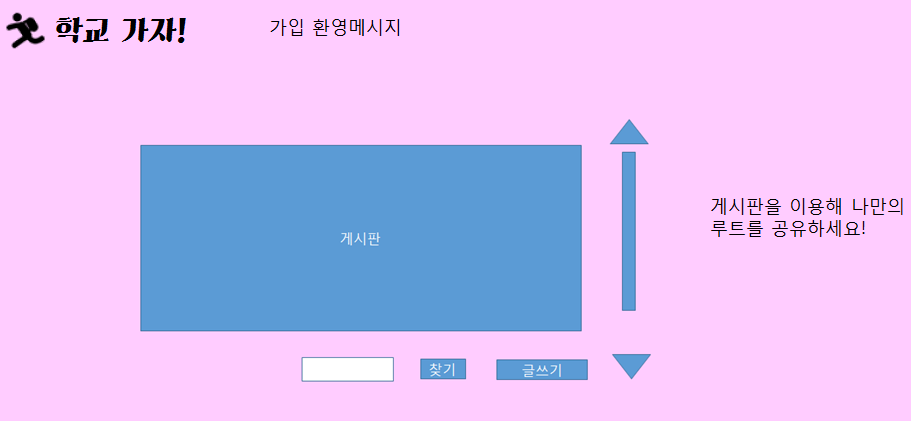 학교 가자!
가입 환영메시지
게시판을 이용해 나만의
루트를 공유하세요!
게시판
찾기
글쓰기